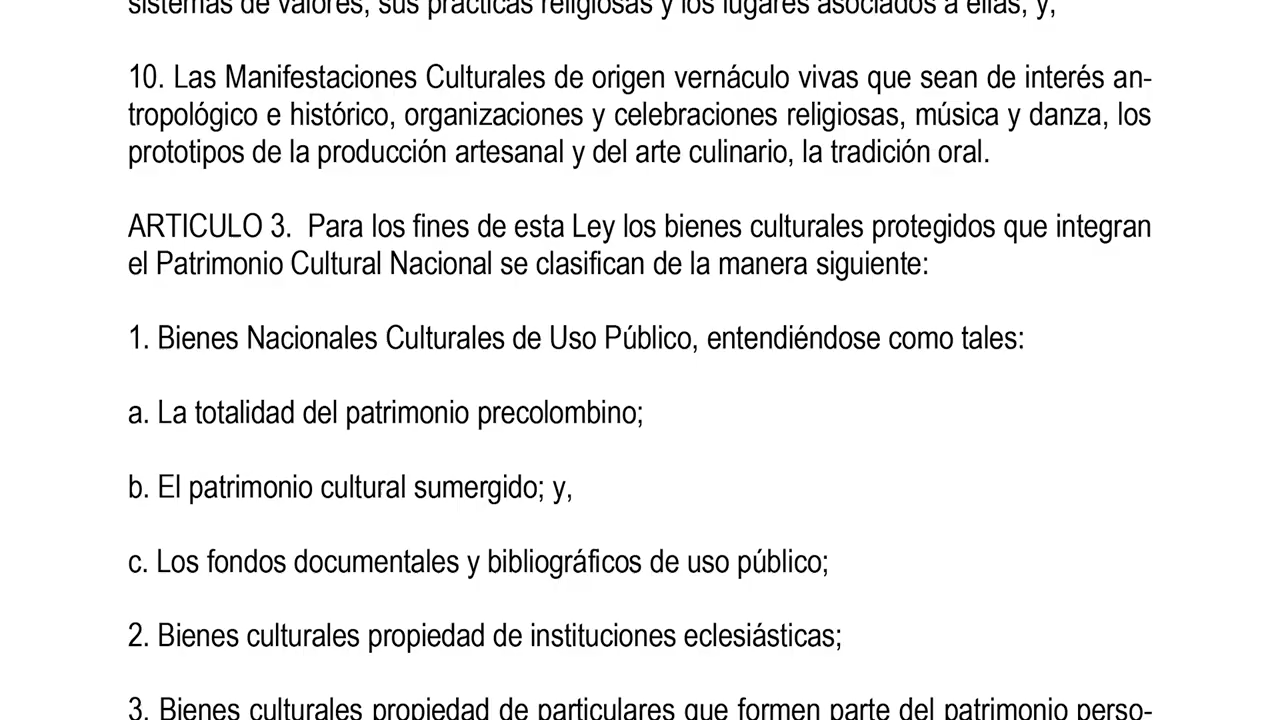 sistemas de valores, sus prácticas religiosas y los lugares asociados a ellas, y,
10. Las Manifestaciones Culturales de origen vernáculo vivas que sean de interés an-
tropológico e histórico, organizaciones y celebraciones religiosas, música y danza, los
prototipos de la producción artesanal y del arte culinario, la tradición oral.
ARTICULO 3.  Para los fines de esta Ley los bienes culturales protegidos que integran
el Patrimonio Cultural Nacional se clasifican de la manera siguiente:
1. Bienes Nacionales Culturales de Uso Público, entendiéndose como tales:
a. La totalidad del patrimonio precolombino;
b. El patrimonio cultural sumergido; y,
c. Los fondos documentales y bibliográficos de uso público;
2. Bienes culturales propiedad de instituciones eclesiásticas;
3. Bienes culturales propiedad de particulares que formen parte del patrimonio perso-